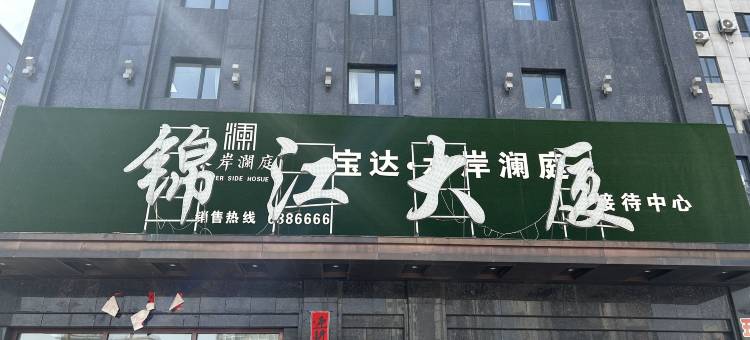 锦江大厦
澜
岸澜庭
ER SIDE HOSUE
宝达·岸澜庭
接待中心
销售热线 6886666